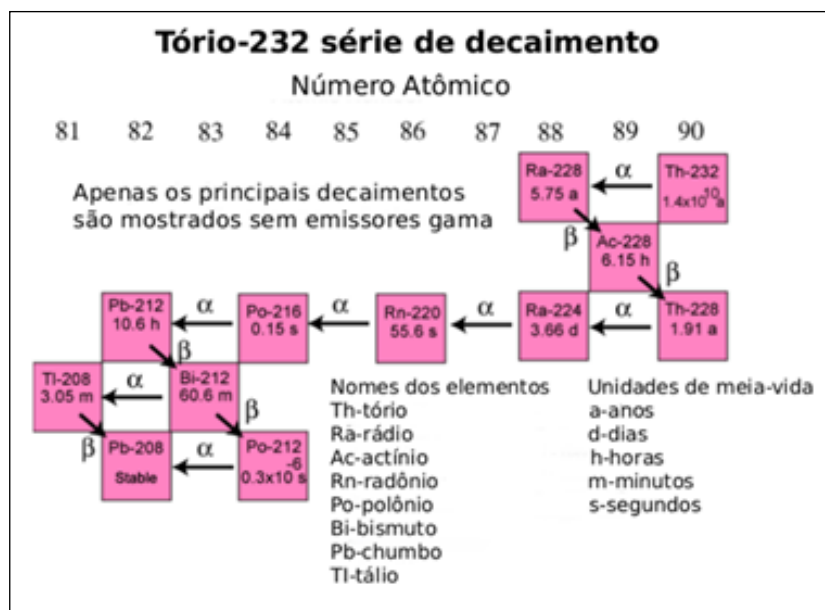 Tório-232 série de decaimento
Número Atômico
81 82 83 84 85 86 87 88 89 90
Apenas os principais decaimentos
são mostrados sem emissores gama
Ra-228
5.75 a
α
Th-232
1.4x10¹⁰a
β
Ac-228
6.15 h
β
Pb-212
10.6 h
α
Po-216
0.15 s
α
Rn-220
55.6 s
α
Ra-224
3.66 d
α
Th-228
1.91 a
β
Tl-208
3.05 m
α
Bi-212
60.6 m
β
β
Pb-208
Stable
α
Po-212
0.3x10⁻⁶ s
Nomes dos elementos
Th-tório
Ra-rádio
Ac-actínio
Rn-radônio
Po-polônio
Bi-bismuto
Pb-chumbo
Tl-tálio
Unidades de meia-vida
a-anos
d-dias
h-horas
m-minutos
s-segundos